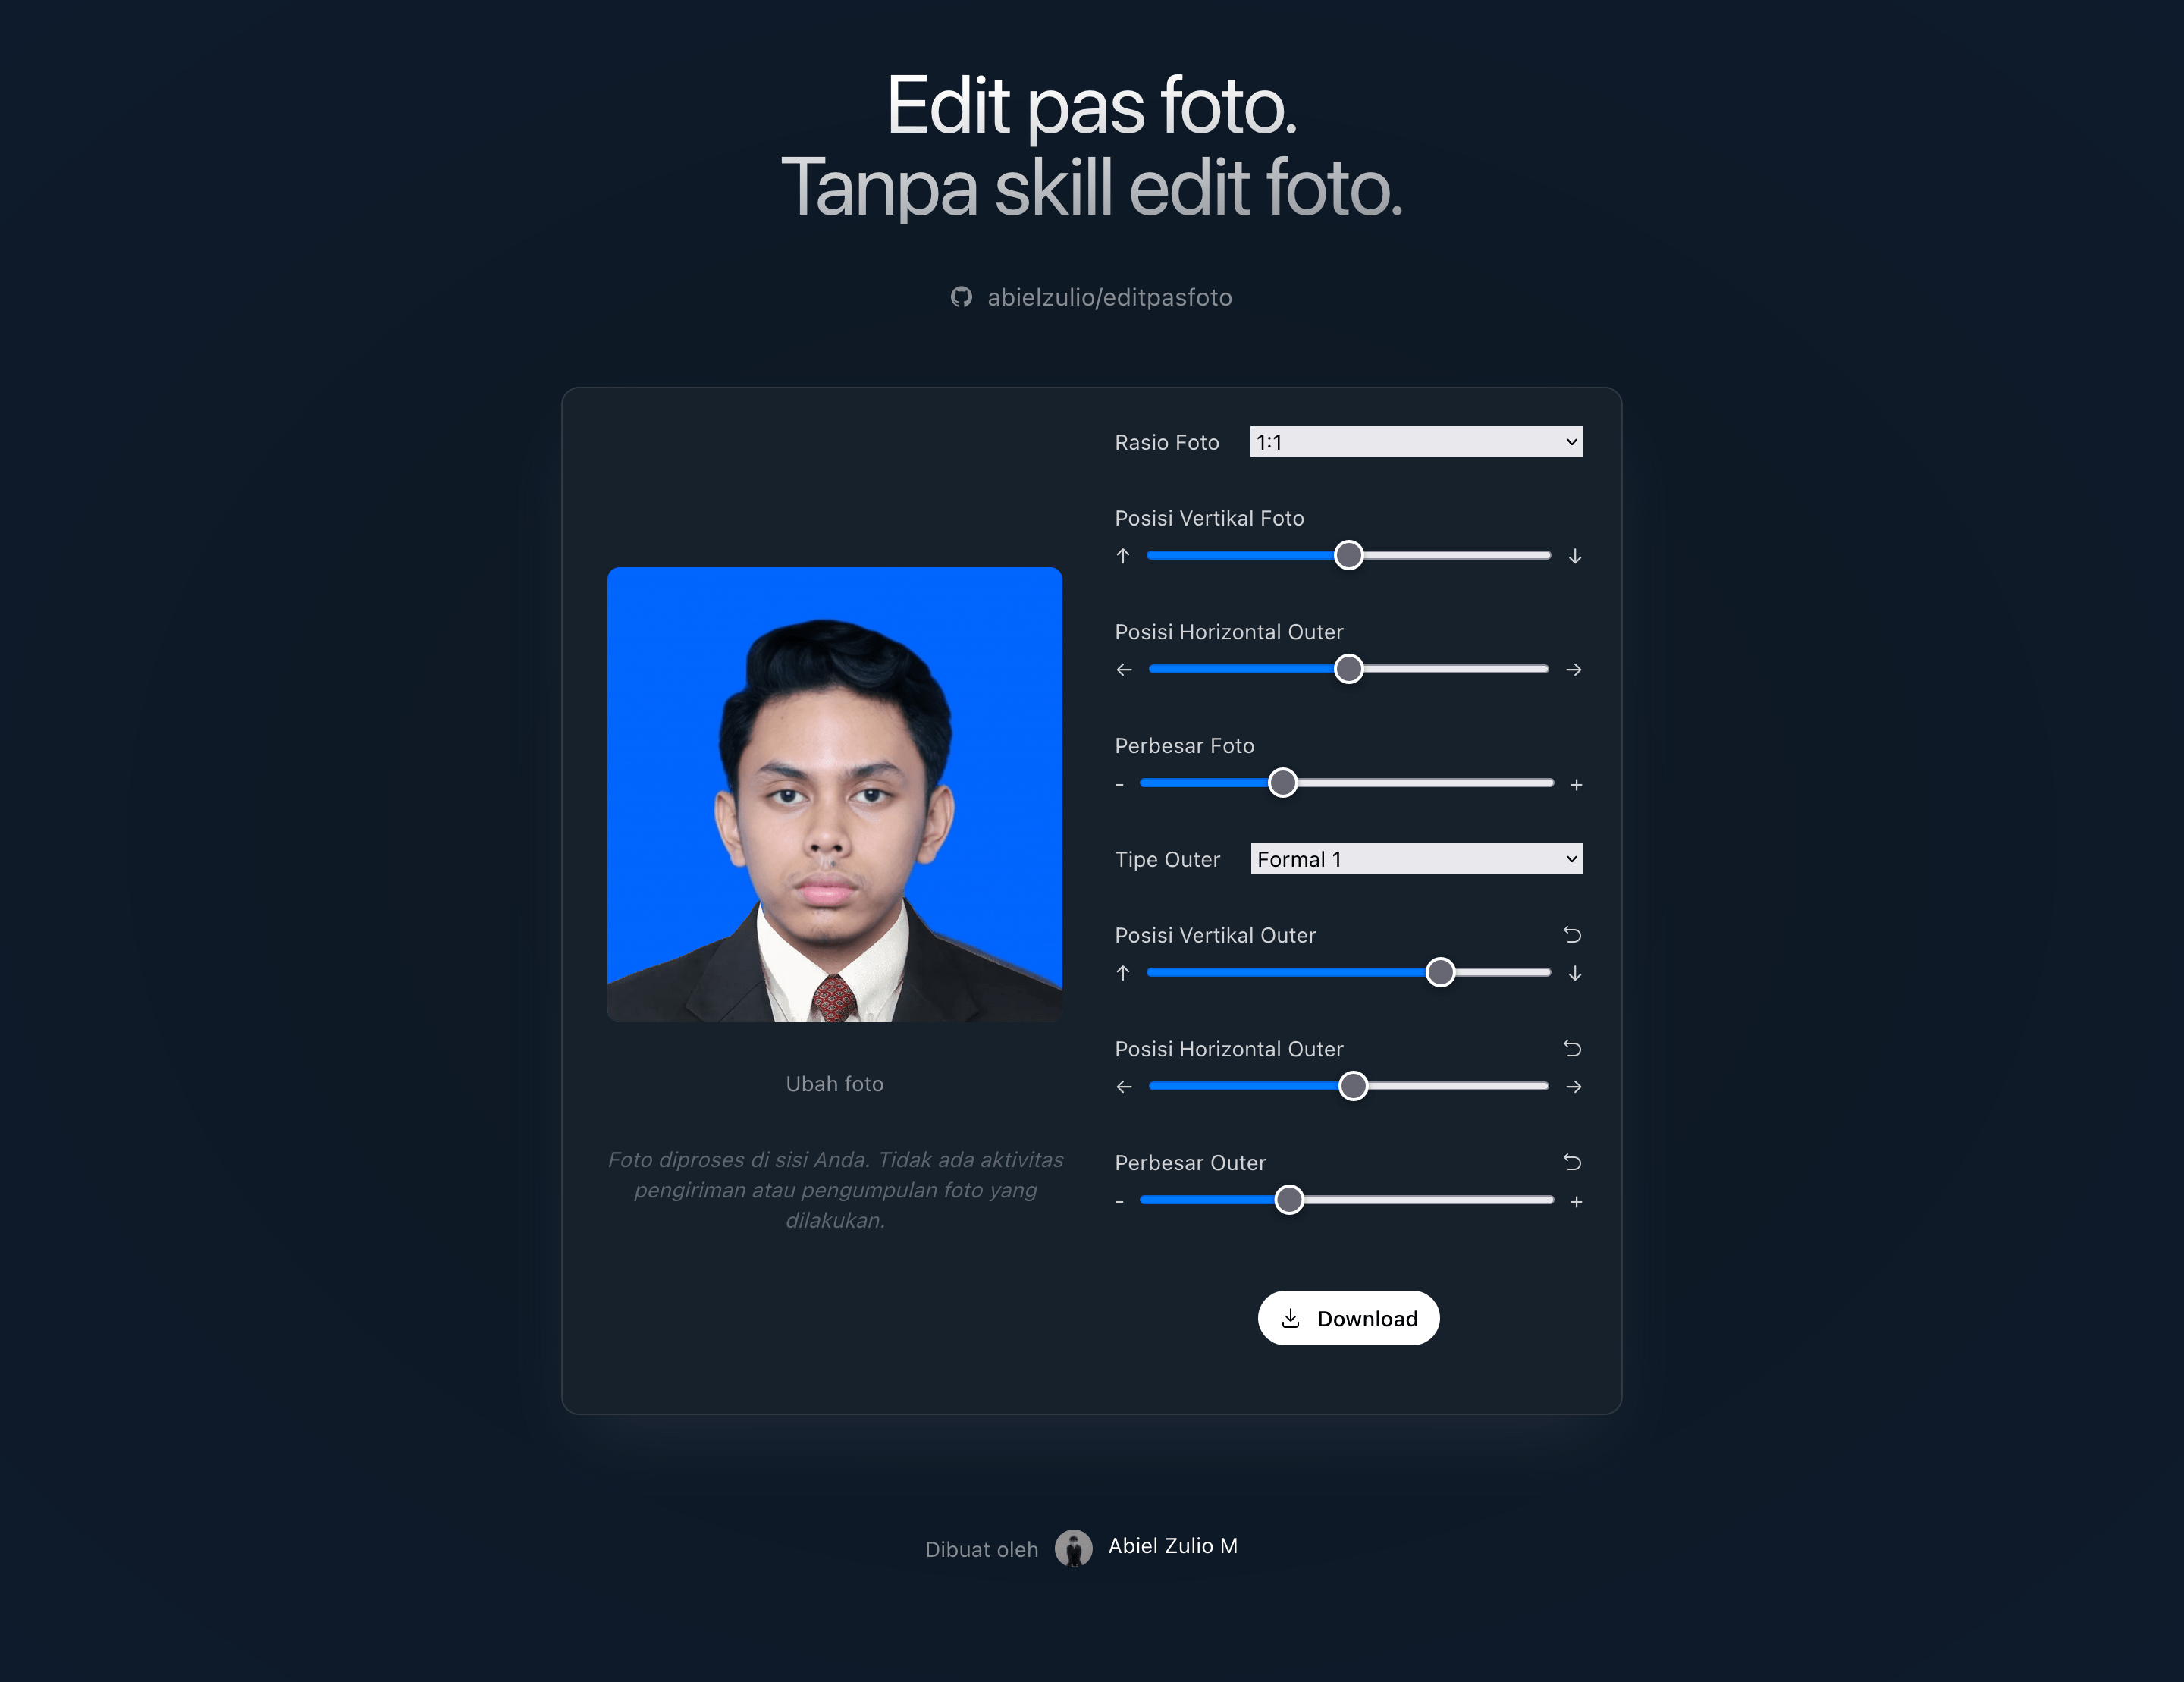 Edit pas foto.
Tanpa skill edit foto.
abielzulio/editpasfoto
Rasio Foto 1:1
Posisi Vertikal Foto
↑ ↓
Posisi Horizontal Outer
← →
Perbesar Foto
- +
Tipe Outer Formal 1
Posisi Vertikal Outer
↑ ↓
Posisi Horizontal Outer
← →
Perbesar Outer
- +
Download
Ubah foto
Foto diproses di sisi Anda. Tidak ada aktivitas
pengiriman atau pengumpulan foto yang
dilakukan.
Dibuat oleh Abiel Zulio M